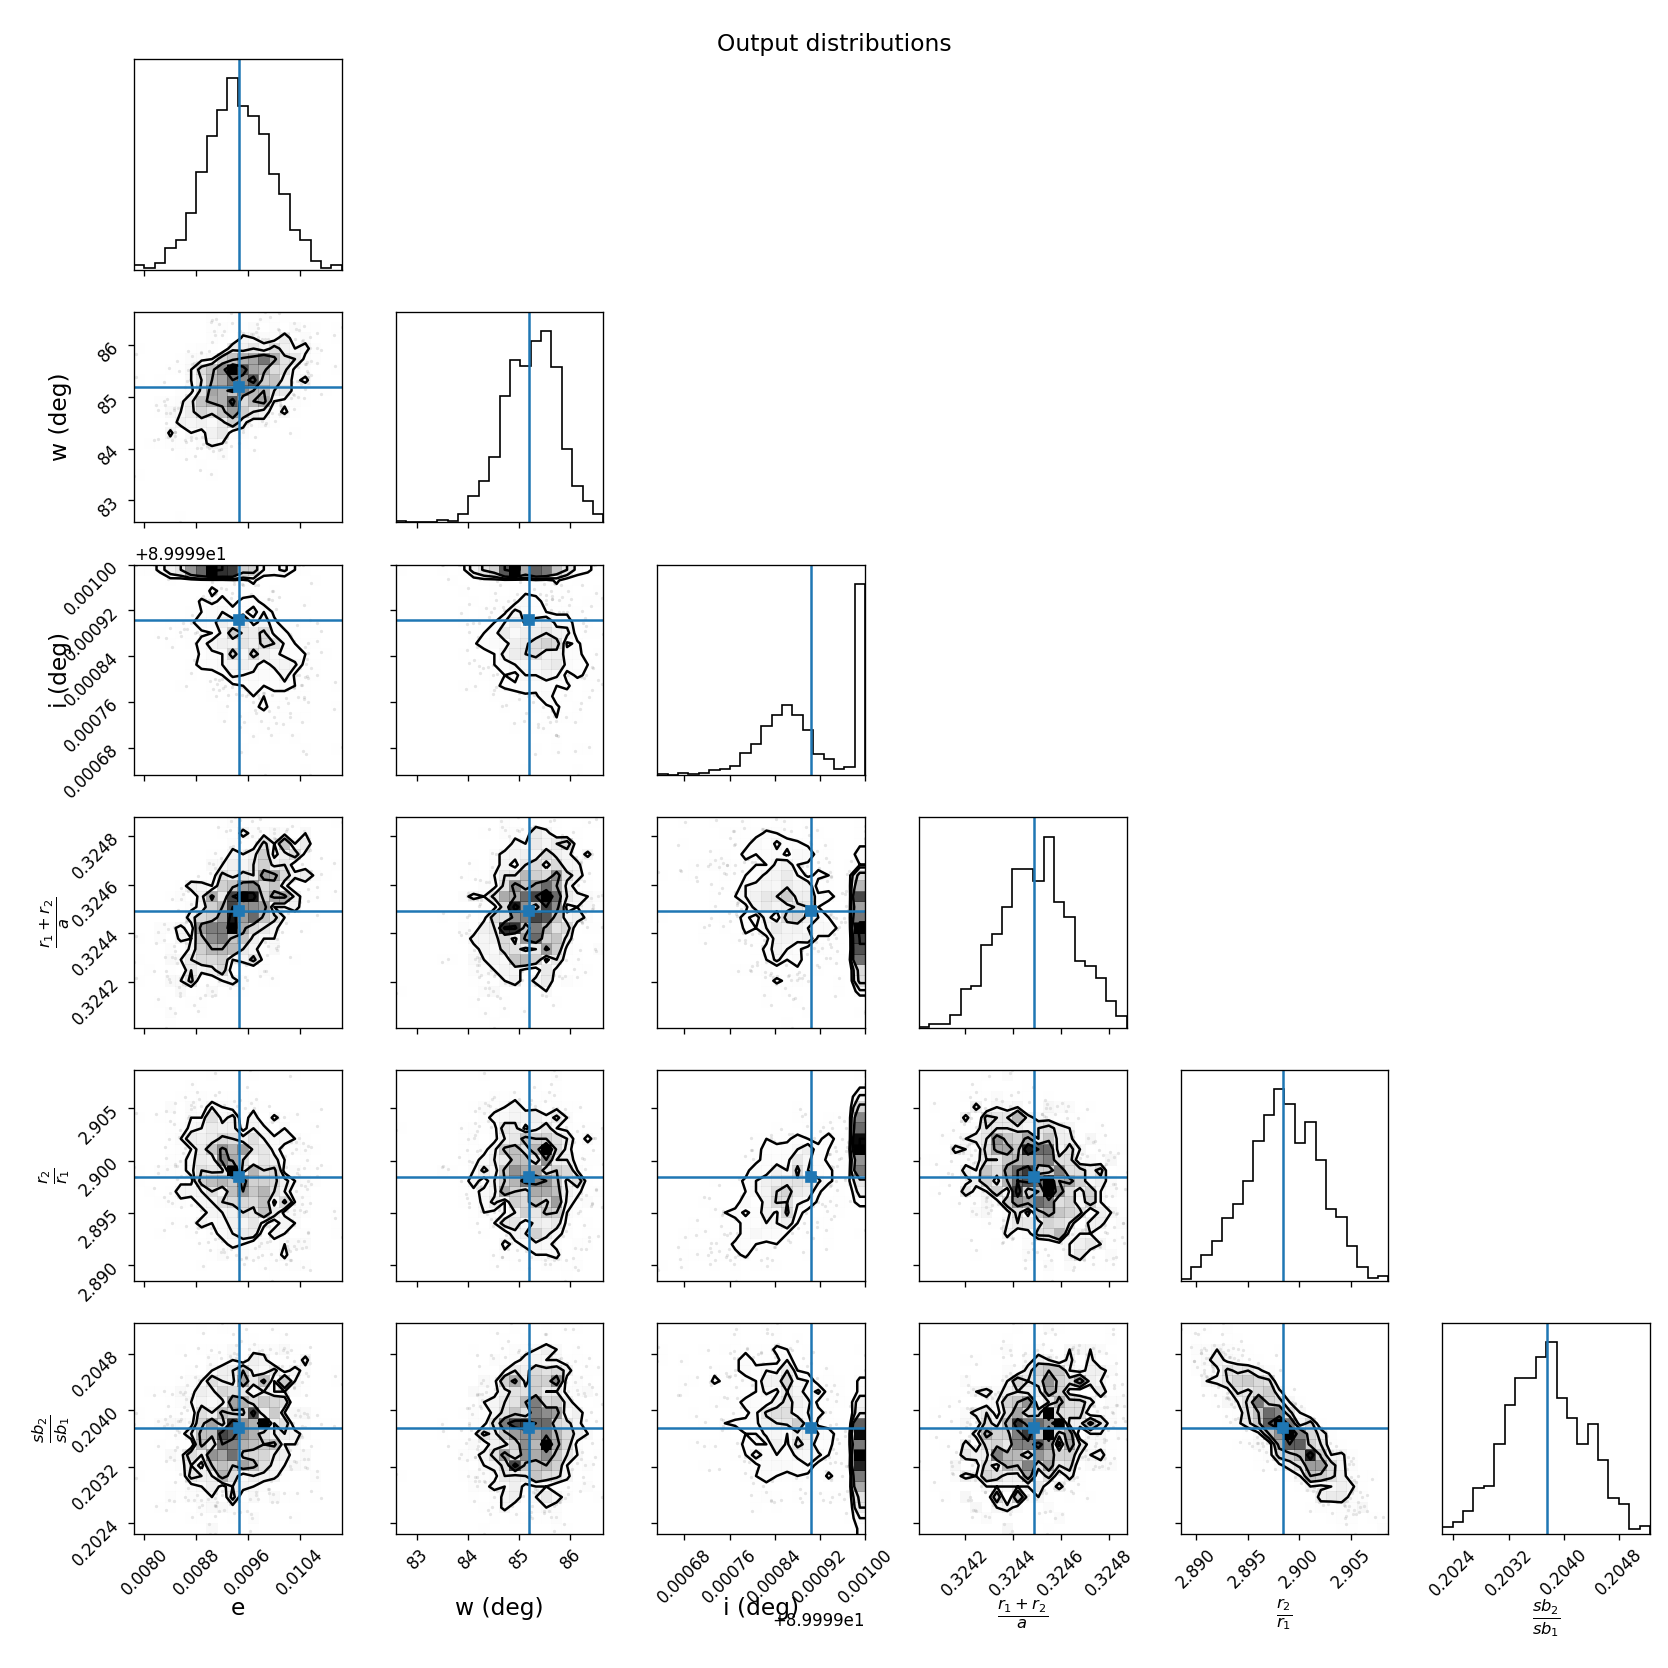 Output distributions
w (deg)
86
85
84
83
+8.9999e1
i (deg)
0.00100
0.00092
0.00084
0.00076
0.00068
r₁ + r₂
a
0.3248
0.3246
0.3244
0.3242
r₂
r₁
2.905
2.900
2.895
2.890
sb₂
sb₁
0.2048
0.2040
0.2032
0.2024
0.0080 0.0088 0.0096 0.0104 83 84 85 86 0.00068 0.00076 0.00084 0.00092 0.00100 0.3242 0.3244 0.3246 0.3248 2.890 2.895 2.900 2.905 0.2024 0.2032 0.2040 0.2048
e w (deg) i (deg) r₁ + r₂ r₂ sb₂
a r₁ sb₁
+8.9999e1